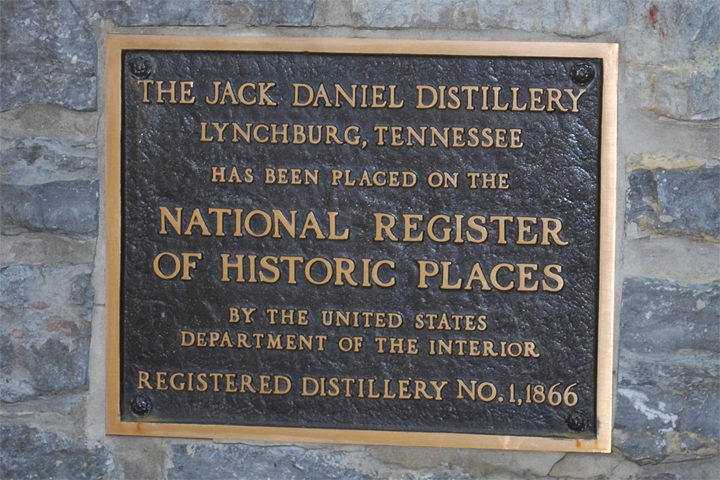 THE JACK DANIEL DISTILLERY
LYNCHBURG, TENNESSEE
HAS BEEN PLACED ON THE
NATIONAL REGISTER
OF HISTORIC PLACES
BY THE UNITED STATES
DEPARTMENT OF THE INTERIOR
REGISTERED DISTILLERY NO. 1, 1866